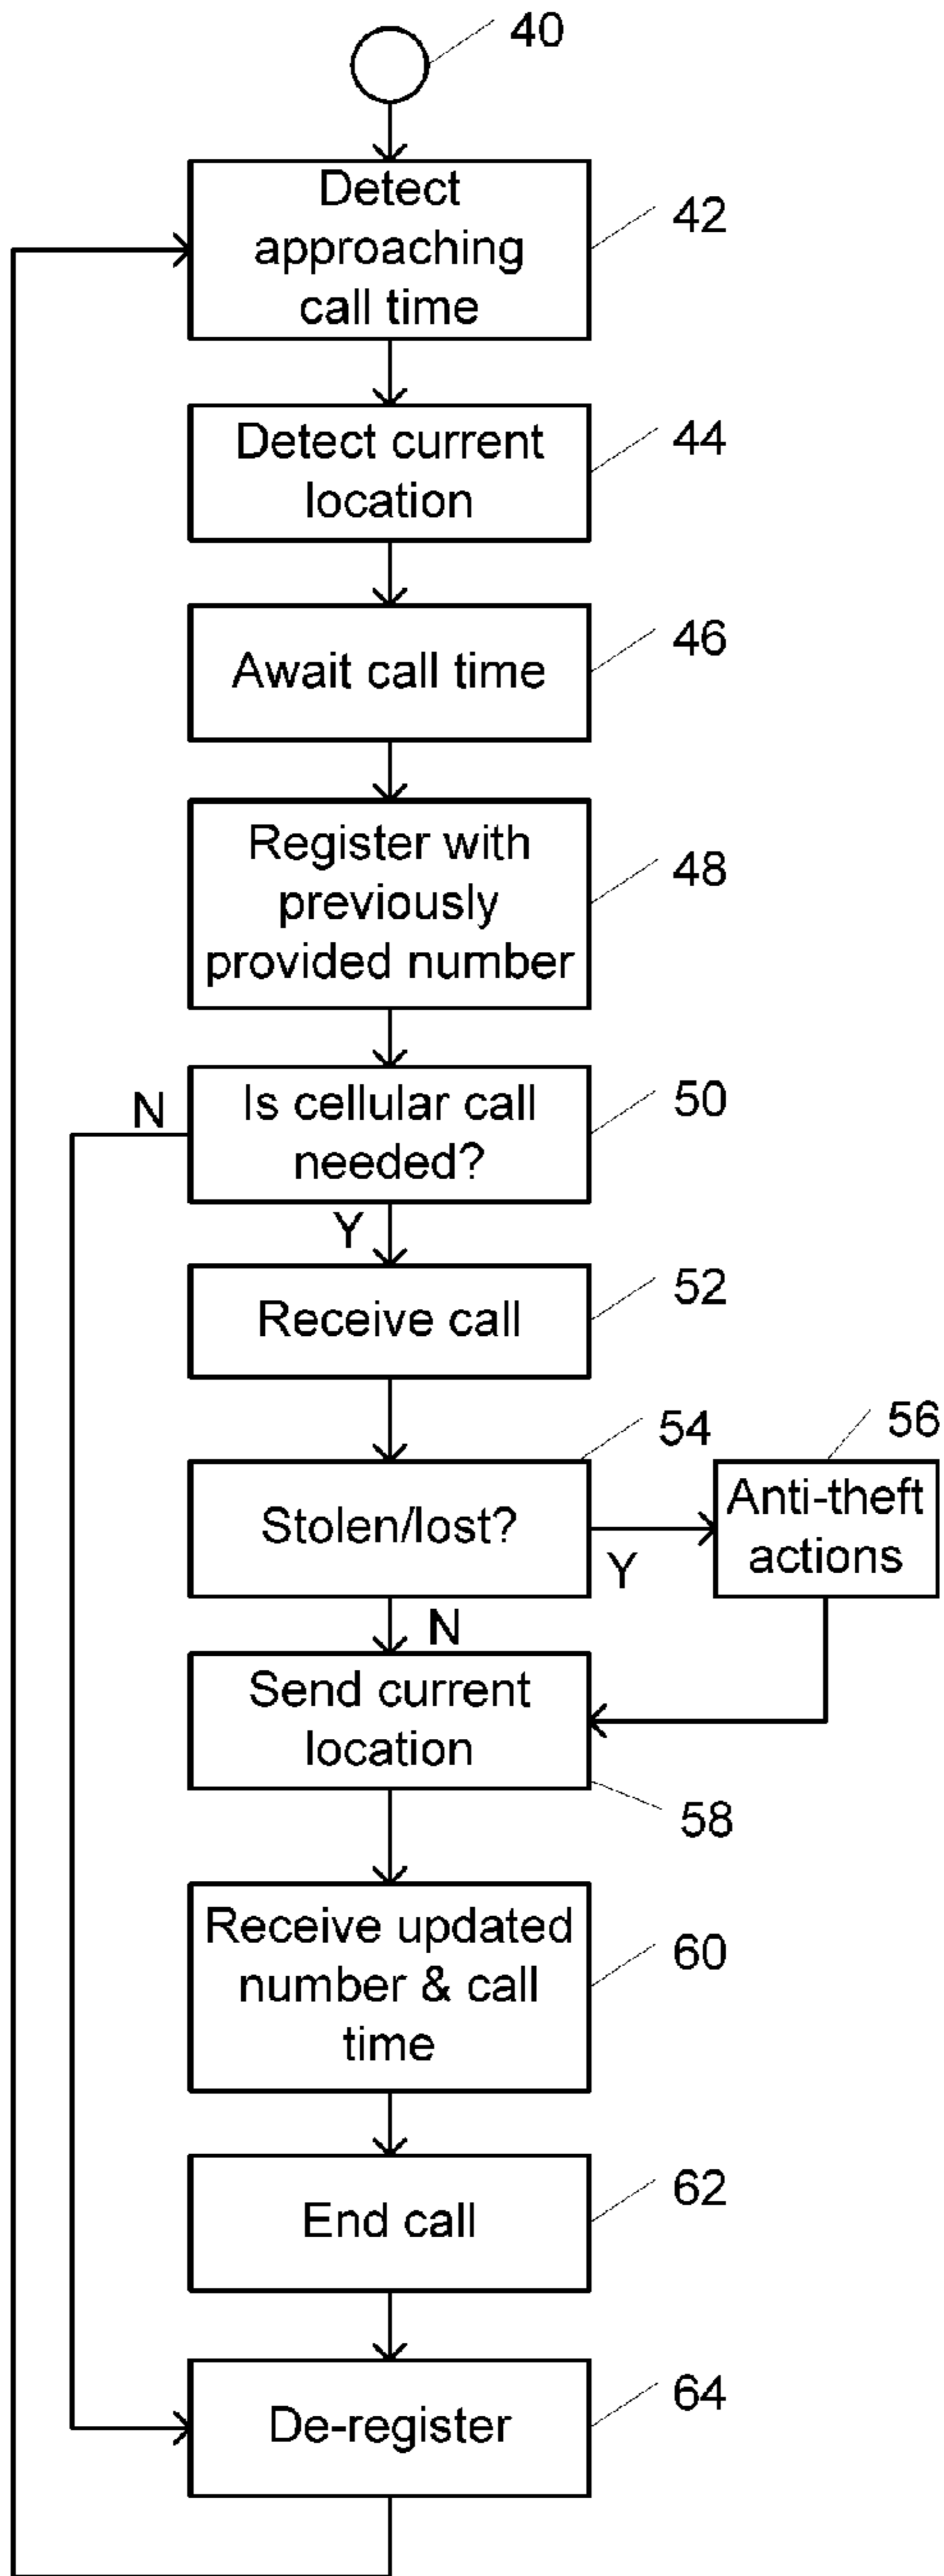 40
Detect
approaching
call time
42
Detect current
location
44
Await call time
46
Register with
previously
provided number
48
Is cellular call
needed?
50
N
Y
Receive call
52
Stolen/lost?
54
Y
N
Anti-theft
actions
56
Send current
location
58
Receive updated
number & call
time
60
End call
62
De-register
64